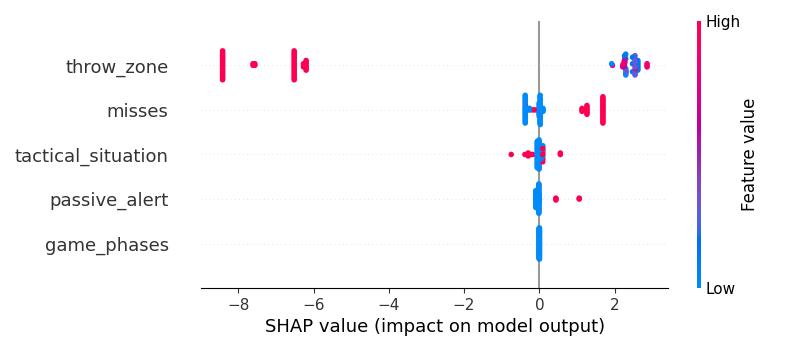 High
throw_zone
misses
tactical_situation
passive_alert
game_phases
Feature value
Low
−8 −6 −4 −2 0 2
SHAP value (impact on model output)